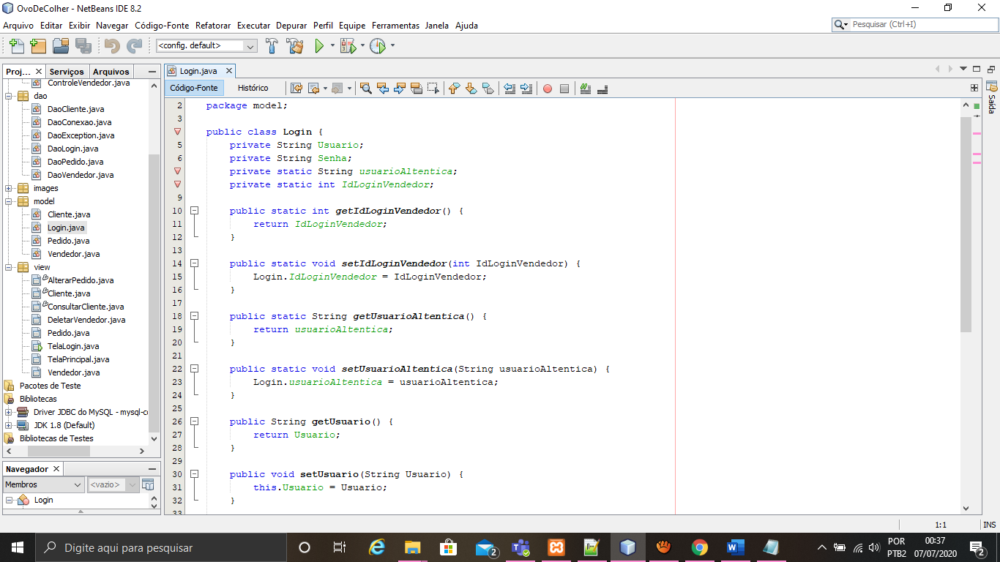 OvoDeColher - NetBeans IDE 8.2
Arquivo Editar Exibir Navegar Código-Fonte Refatorar Executar Depurar Perfil Equipe Ferramentas Janela Ajuda
Pesquisar (Ctrl+I)
<config. default>
Proj... Serviços Arquivos
ControleVendedor.java
dao
DaoCliente.java
DaoConexao.java
DaoException.java
DaoLogin.java
DaoPedido.java
DaoVendedor.java
images
model
Cliente.java
Login.java
Pedido.java
Vendedor.java
view
AlterarPedido.java
Cliente.java
ConsultarCliente.java
DeletarVendedor.java
Pedido.java
TelaLogin.java
TelaPrincipal.java
Vendedor.java
Pacotes de Teste
Bibliotecas
Driver JDBC do MySQL - mysql-co
JDK 1.8 (Default)
Bibliotecas de Testes
Navegador
Membros <vazio>
Login
Login.java
Código-Fonte Histórico
2 package model;
3
public class Login {
5 private String Usuario;
6 private String Senha;
private static String usuarioAltentica;
private static int IdLoginVendedor;
9
10 public static int getIdLoginVendedor() {
11 return IdLoginVendedor;
12 }
13
14 public static void setIdLoginVendedor(int IdLoginVendedor) {
15 Login.IdLoginVendedor = IdLoginVendedor;
16 }
17
18 public static String getUsuarioAltentica() {
19 return usuarioAltentica;
20 }
21
22 public static void setUsuarioAltentica(String usuarioAltentica) {
23 Login.usuarioAltentica = usuarioAltentica;
24 }
25
26 public String getUsuario() {
27 return Usuario;
28 }
29
30 public void setUsuario(String Usuario) {
31 this.Usuario = Usuario;
32 }
33
Saída
1:1 INS
Digite aqui para pesquisar
2
POR
PTB2
00:37
07/07/2020
2